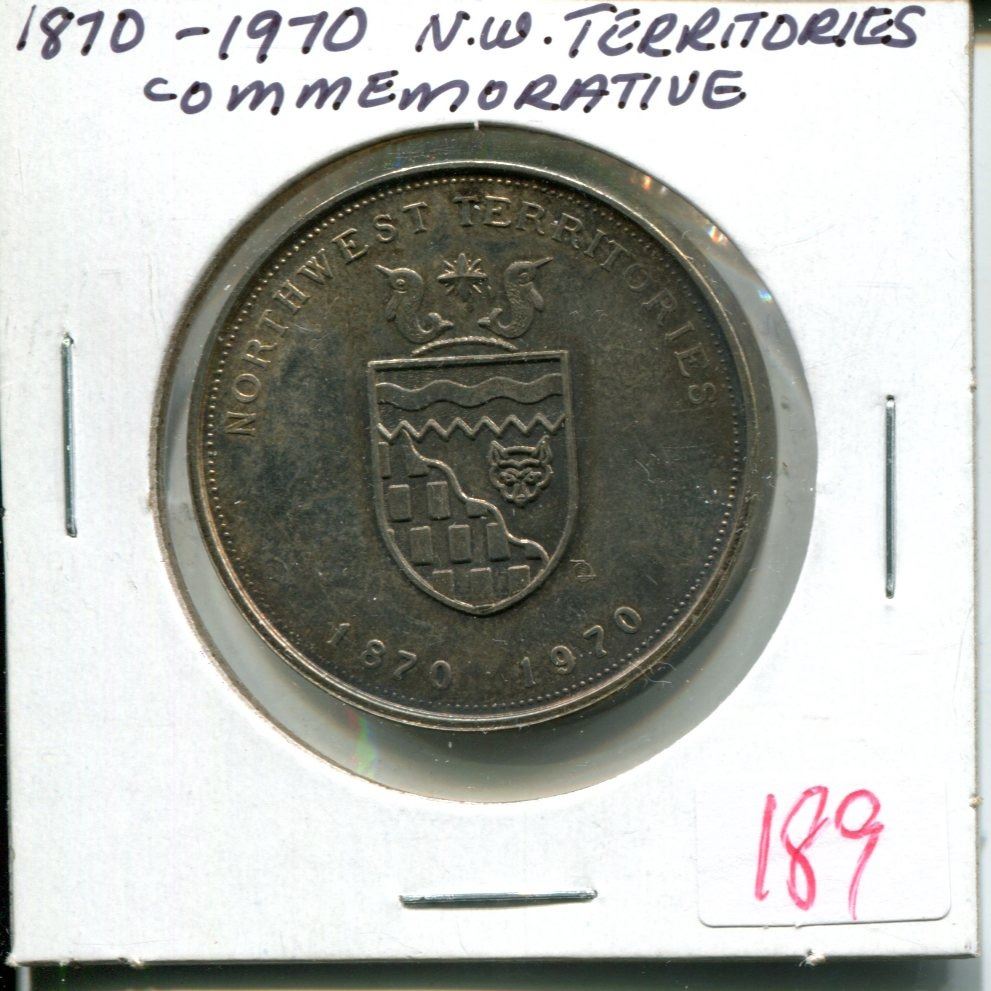 1870 - 1970 N.W. TERRITORIES
COMMEMORATIVE
NORTHWEST TERRITORIES
1870 · 1970
189